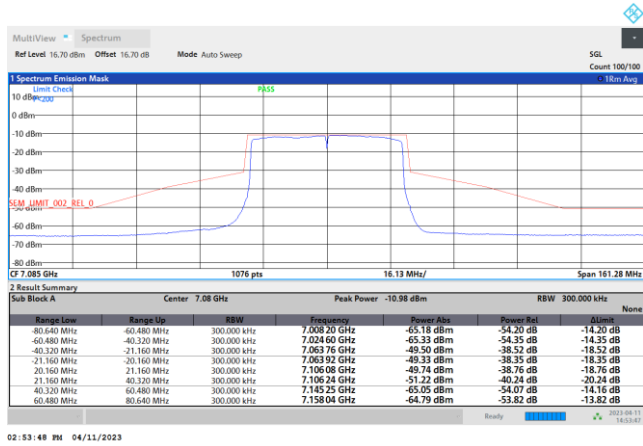 MultiView Spectrum
Ref Level 16.70 dBm Offset 16.70 dB Mode Auto Sweep SGL
Count 100/100
1 Spectrum Emission Mask 1Rm Avg
Limit Check PASS
P<200
10 dBm
0 dBm
-10 dBm
-20 dBm
-30 dBm
-40 dBm
SEM_LIMIT_002_REL_0
-50 dBm
-60 dBm
-70 dBm
-80 dBm
CF 7.085 GHz 1076 pts 16.13 MHz/ Span 161.28 MHz
2 Result Summary
Sub Block A Center 7.08 GHz Peak Power -10.98 dBm RBW 300.000 kHz
None
Range Low Range Up RBW Frequency Power Abs Power Rel ΔLimit
-80.640 MHz -60.480 MHz 300.000 kHz 7.00820 GHz -65.18 dBm -54.20 dB -14.20 dB
-60.480 MHz -40.320 MHz 300.000 kHz 7.02460 GHz -65.33 dBm -54.35 dB -14.35 dB
-40.320 MHz -21.160 MHz 300.000 kHz 7.06376 GHz -49.50 dBm -38.52 dB -18.52 dB
-21.160 MHz -20.160 MHz 300.000 kHz 7.06392 GHz -49.33 dBm -38.35 dB -18.35 dB
20.160 MHz 21.160 MHz 300.000 kHz 7.10608 GHz -49.74 dBm -38.76 dB -18.76 dB
21.160 MHz 40.320 MHz 300.000 kHz 7.10624 GHz -51.22 dBm -40.24 dB -20.24 dB
40.320 MHz 60.480 MHz 300.000 kHz 7.14525 GHz -65.05 dBm -54.07 dB -14.16 dB
60.480 MHz 80.640 MHz 300.000 kHz 7.15804 GHz -64.79 dBm -53.82 dB -13.82 dB
Ready 2023-04-11
14:53:47
02:53:48 PM 04/11/2023